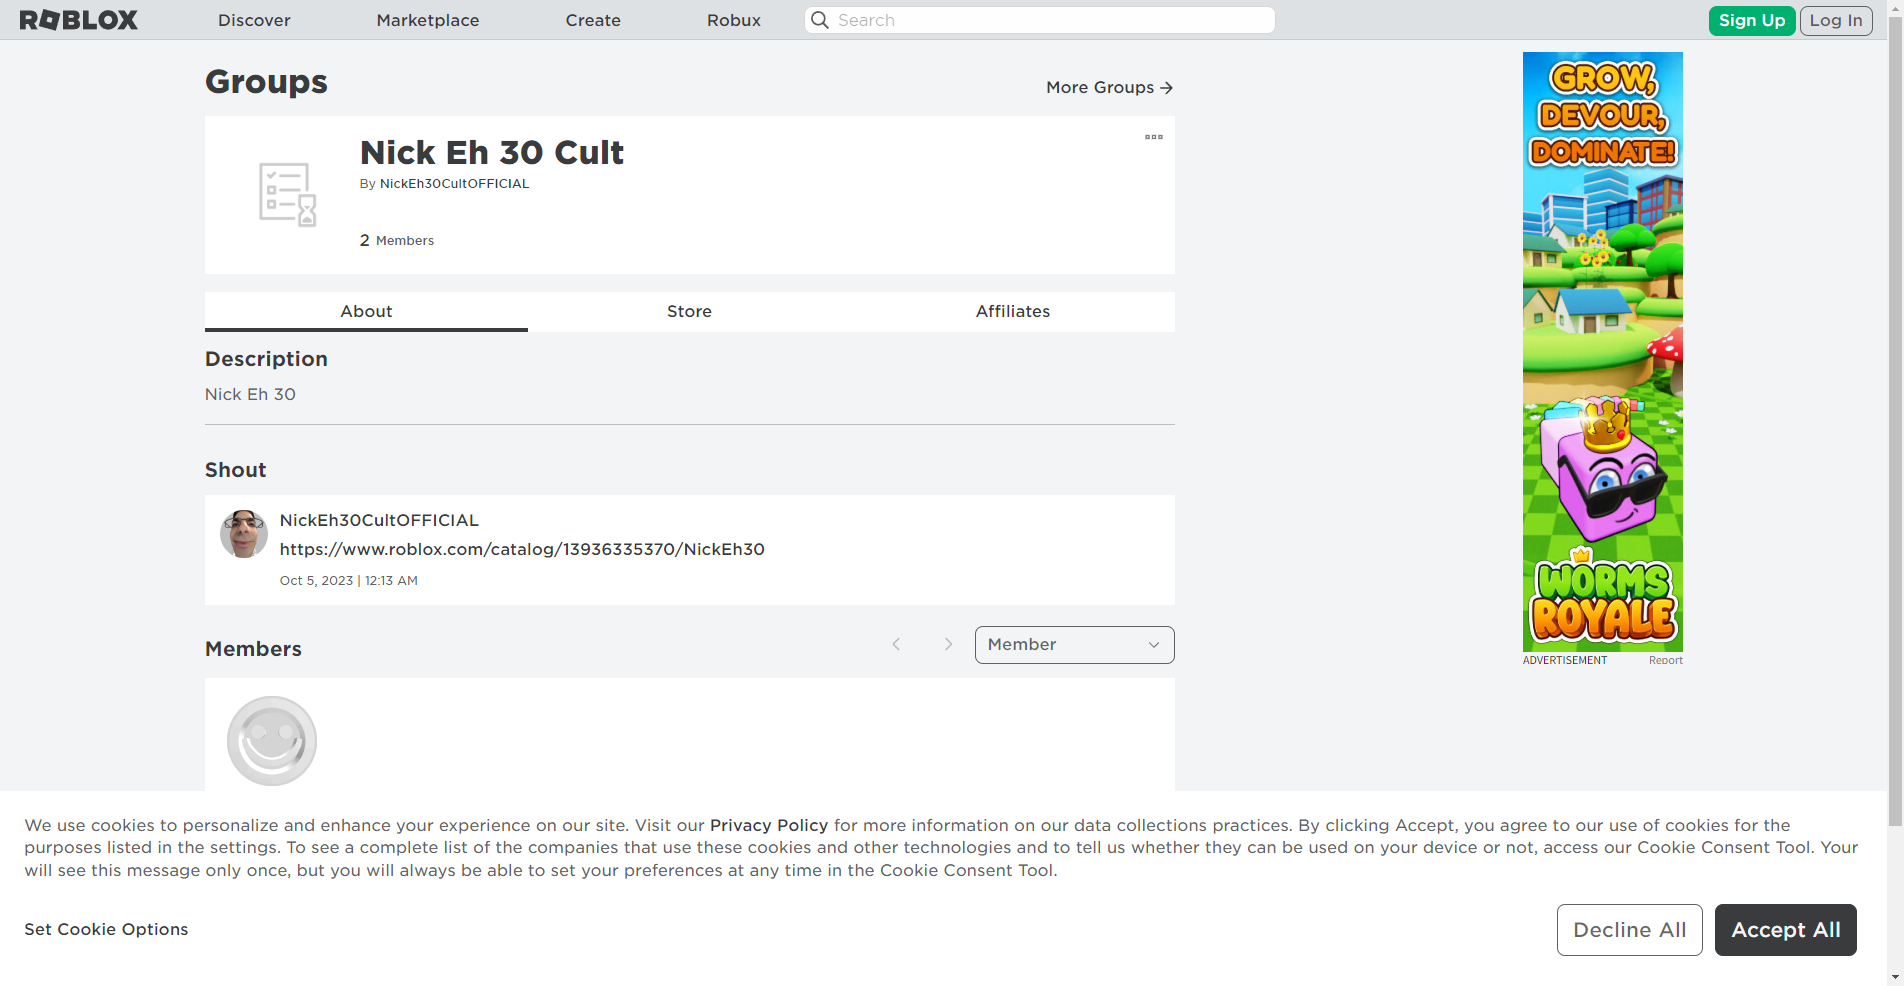 ROBLOX
Discover
Marketplace
Create
Robux
Search
Sign Up
Log In
Groups
More Groups
Nick Eh 30 Cult
By NickEh30CultOFFICIAL
2 Members
About
Store
Affiliates
Description
Nick Eh 30
Shout
NickEh30CultOFFICIAL
https://www.roblox.com/catalog/13936335370/NickEh30
Oct 5, 2023 | 12:13 AM
Members
Member
GROW,
DEVOUR,
DOMINATE!
WORMS
ROYALE
ADVERTISEMENT
Report
We use cookies to personalize and enhance your experience on our site. Visit our Privacy Policy for more information on our data collections practices. By clicking Accept, you agree to our use of cookies for the
purposes listed in the settings. To see a complete list of the companies that use these cookies and other technologies and to tell us whether they can be used on your device or not, access our Cookie Consent Tool. Your
will see this message only once, but you will always be able to set your preferences at any time in the Cookie Consent Tool.
Set Cookie Options
Decline All
Accept All